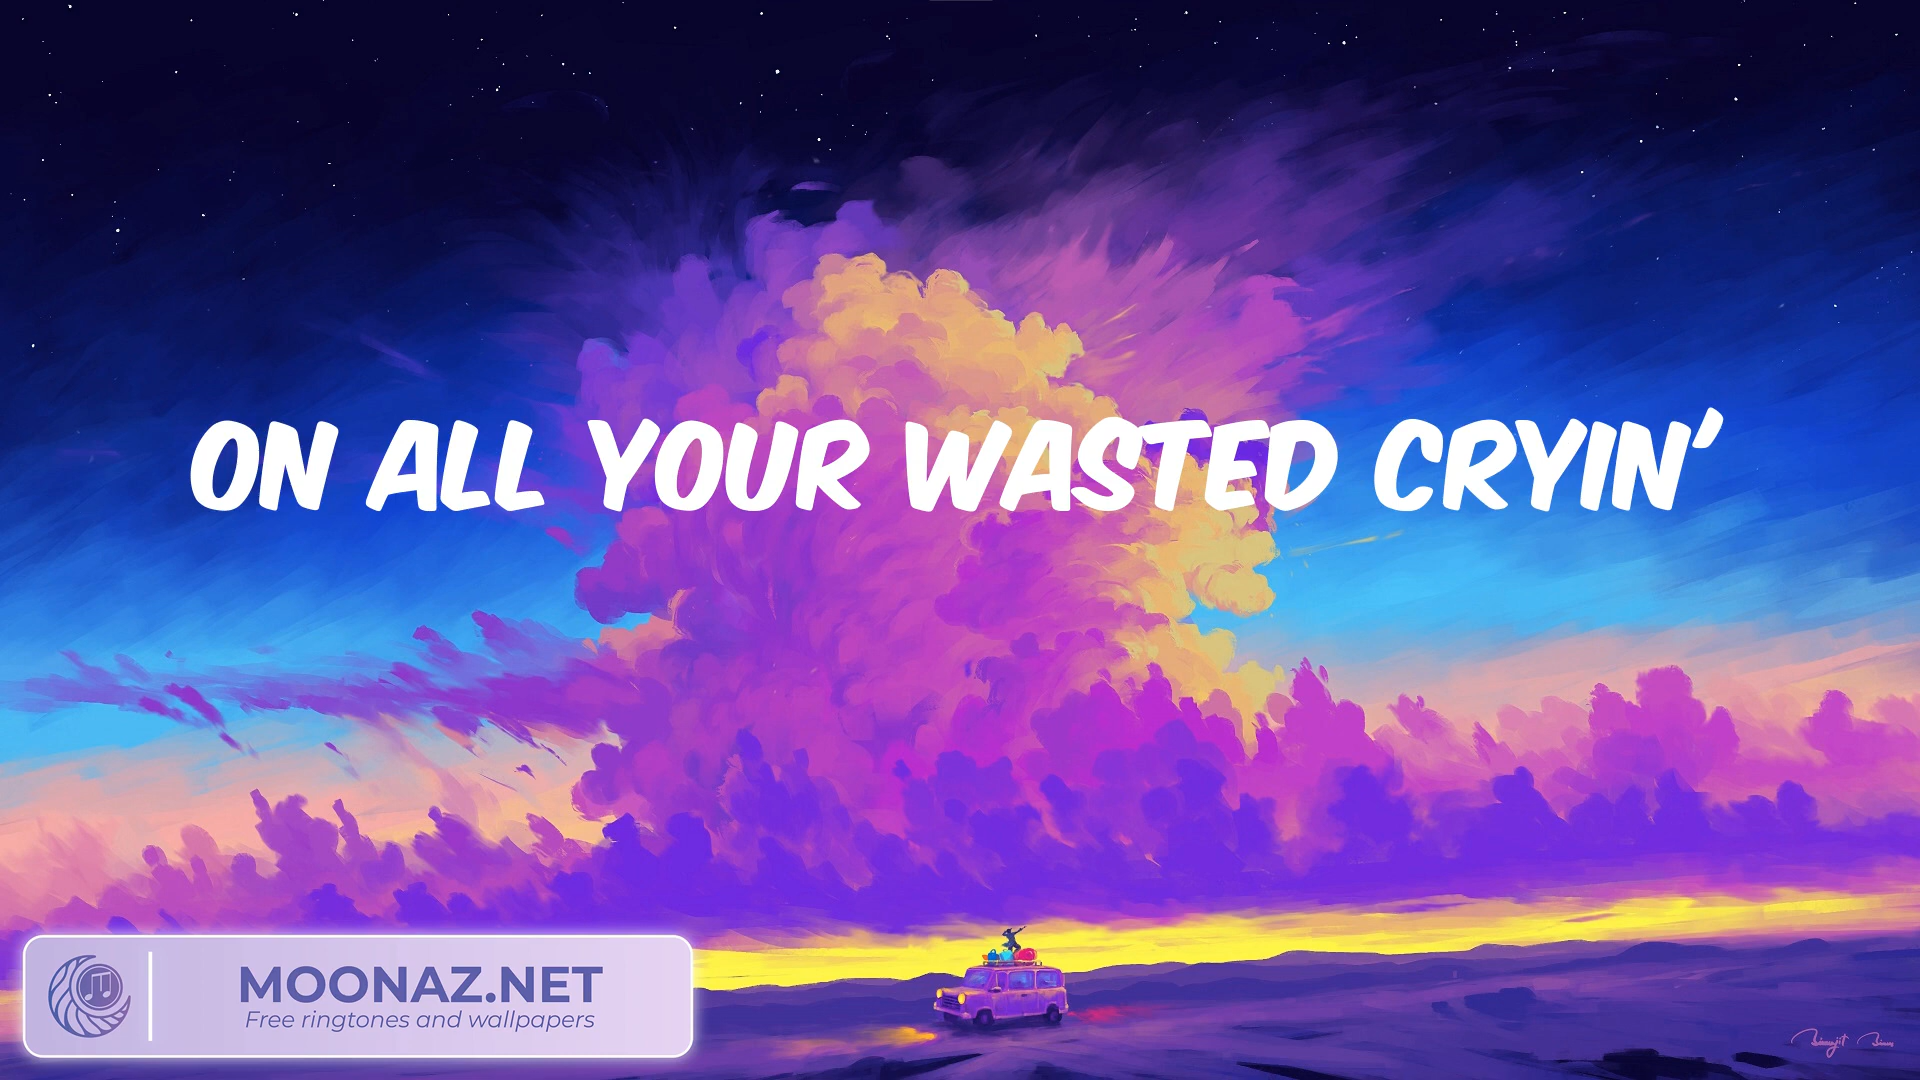 ON ALL YOUR WASTED CRYIN'
MOONAZ.NET
Free ringtones and wallpapers